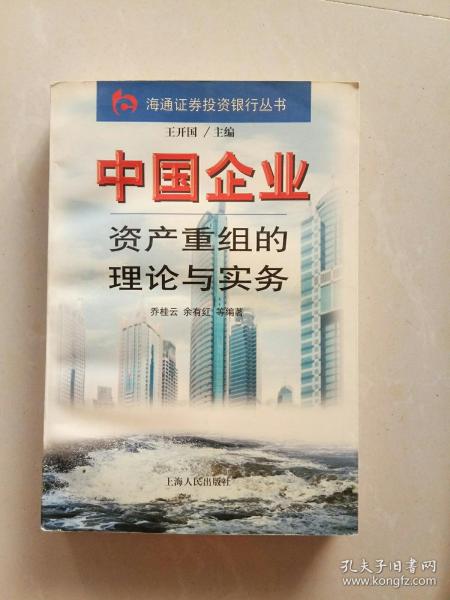 海通证券投资银行丛书
王开国／主编
中国企业
资产重组的
理论与实务
乔桂云 余有红 等编著
上海人民出版社
孔夫子旧书网
www.kongfz.com